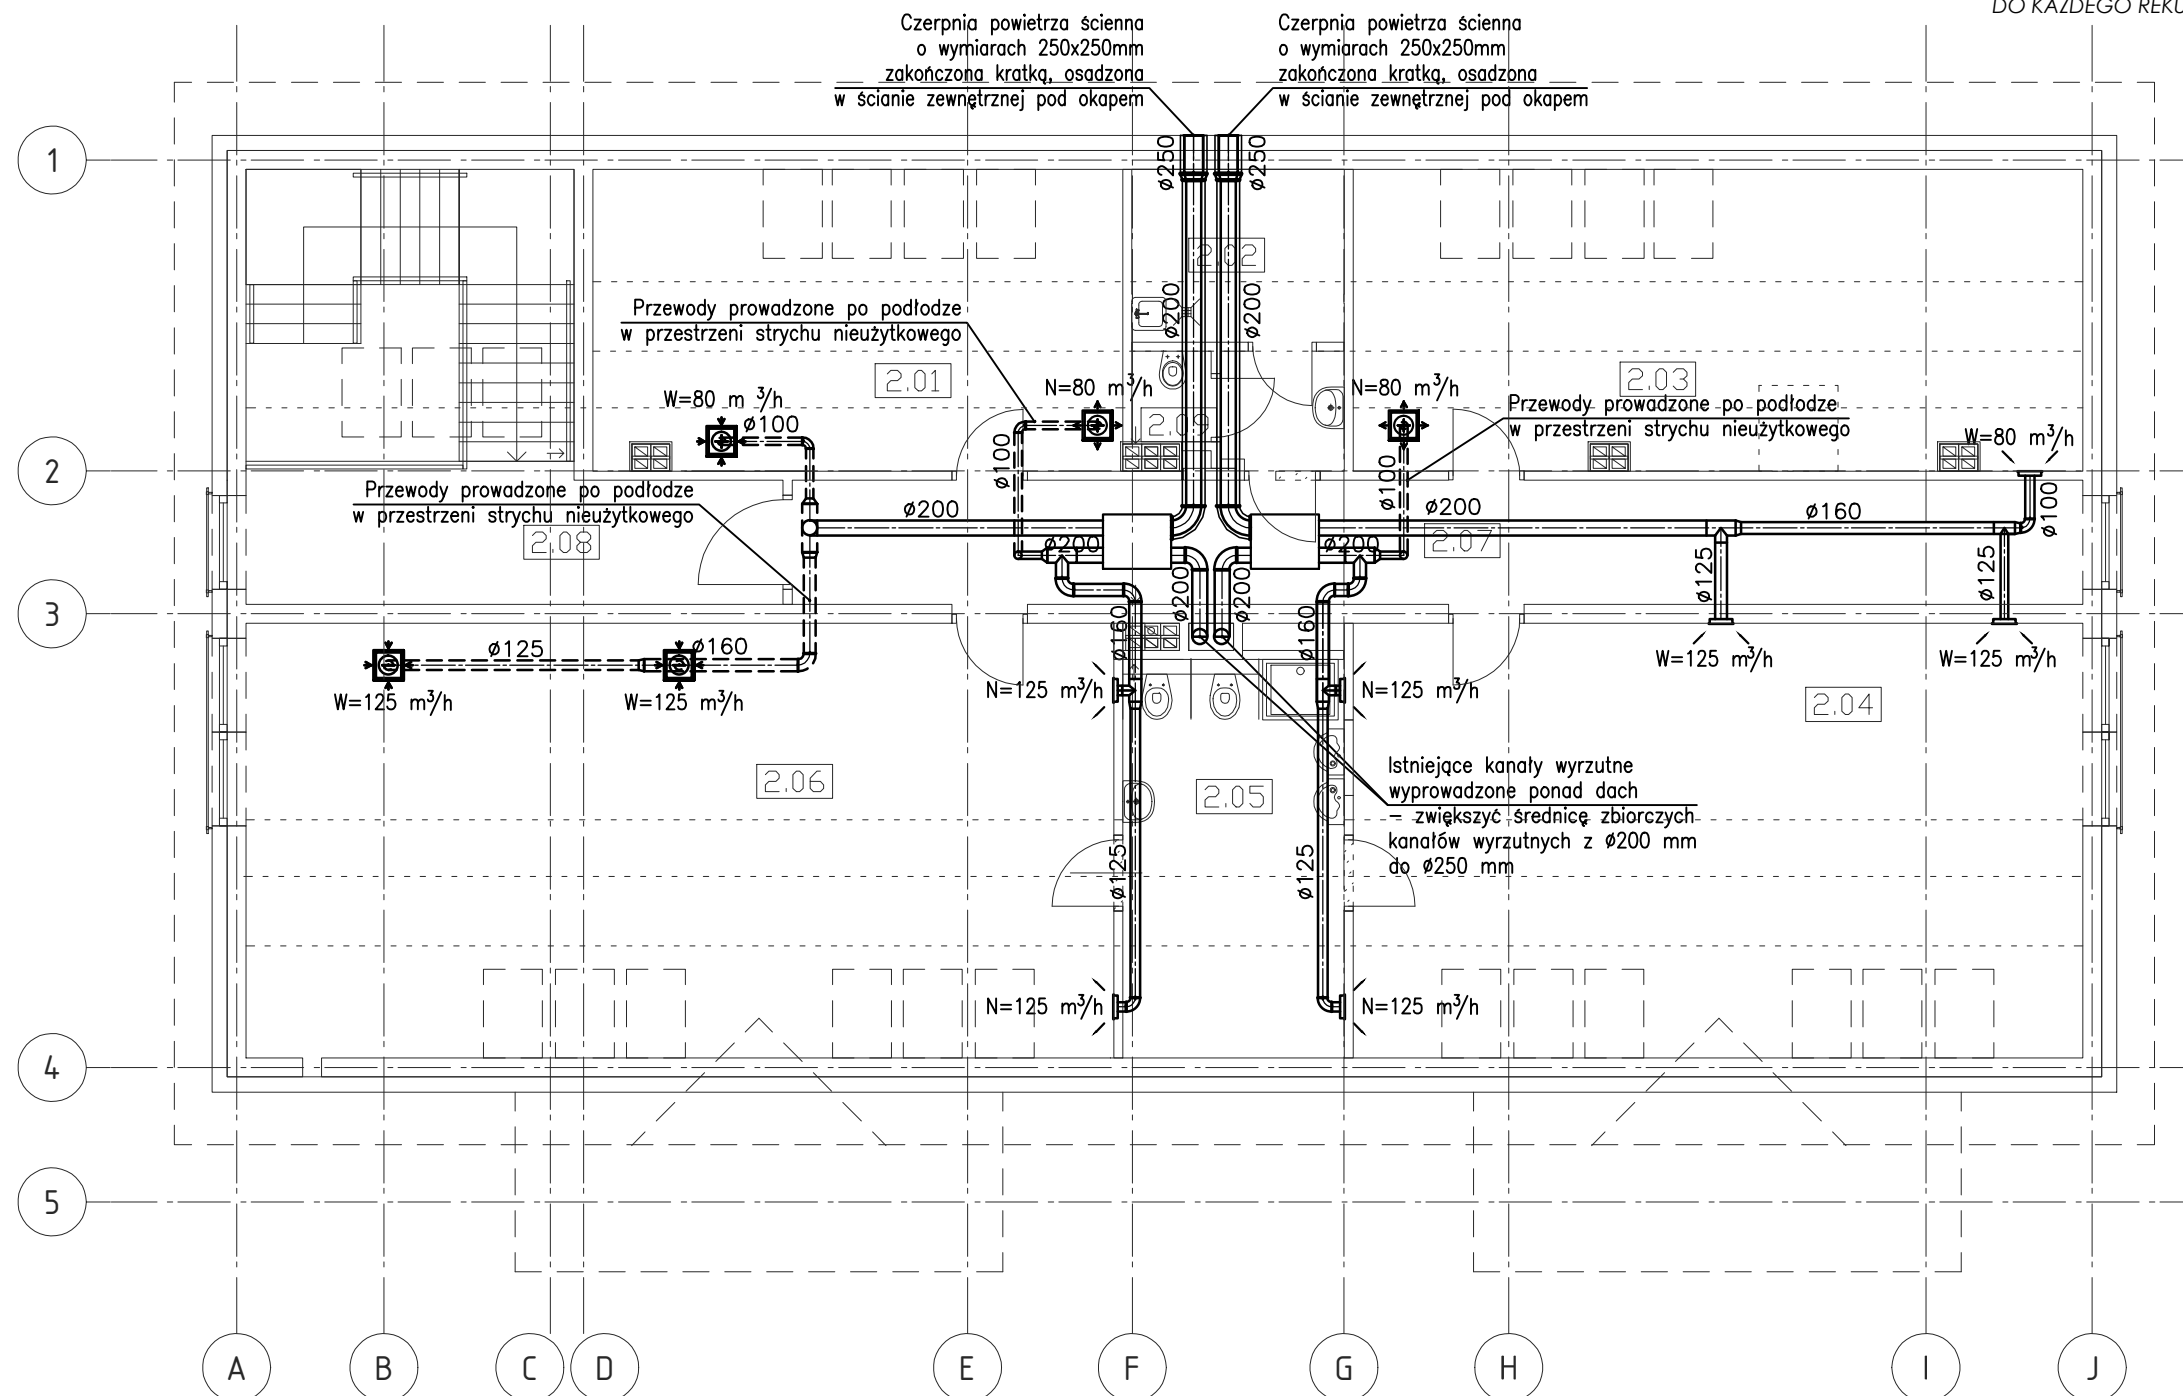 DO KAŻDEGO REKU
Czerpnia powietrza ścienna
o wymiarach 250x250mm
zakończona kratką, osadzona
w ścianie zewnętrznej pod okapem
Czerpnia powietrza ścienna
o wymiarach 250x250mm
zakończona kratką, osadzona
w ścianie zewnętrznej pod okapem
1
ø250
ø250
2.02
ø200
ø200
Przewody prowadzone po podłodze
w przestrzeni strychu nieużytkowego
2.01
W=80 m ³/h
ø100
N=80 m³/h
2.09
N=80 m³/h
2.03
Przewody prowadzone po podłodze
w przestrzeni strychu nieużytkowego
W=80 m³/h
2
ø100
ø100
ø100
Przewody prowadzone po podłodze
w przestrzeni strychu nieużytkowego
2.08
ø200
ø200
ø200
ø200
2.07
ø160
ø125
ø125
3
ø200
ø200
ø160
ø160
ø125
ø160
W=125 m³/h
W=125 m³/h
N=125 m³/h
N=125 m³/h
W=125 m³/h
W=125 m³/h
2.04
2.06
2.05
Istniejące kanały wyrzutne
wyprowadzone ponad dach
– zwiększyć średnicę zbiorczych
kanałów wyrzutnych z Ø200 mm
do Ø250 mm
ø125
ø125
N=125 m³/h
N=125 m³/h
4
5
A
B
C
D
E
F
G
H
I
J